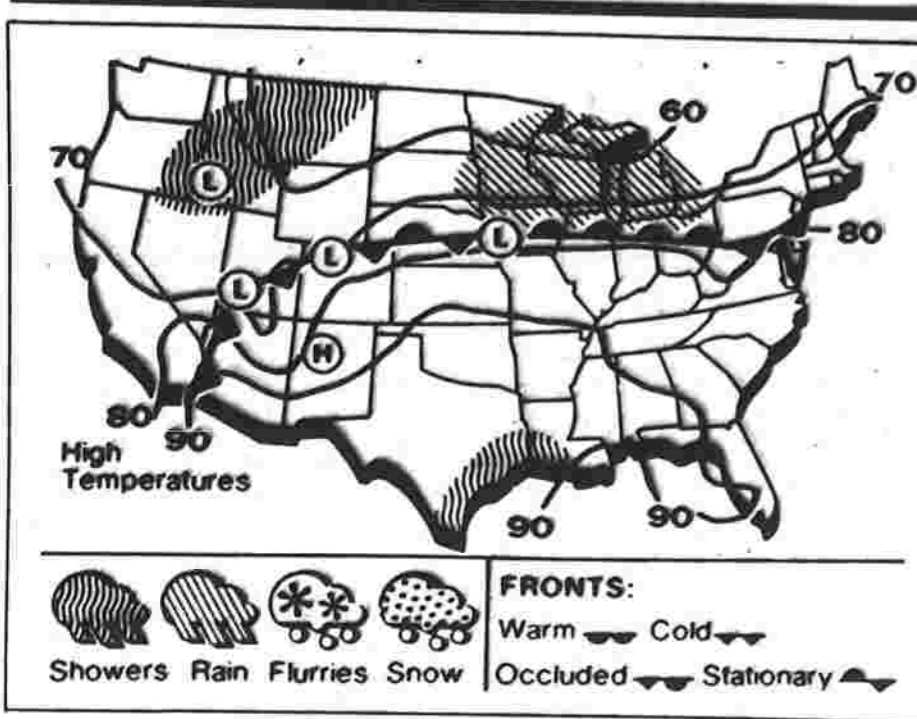 70
60
70
L
L
L
L
80
H
80
90
High
Temperatures
90
90
Showers Rain Flurries Snow
FRONTS:
Warm Cold
Occluded Stationary